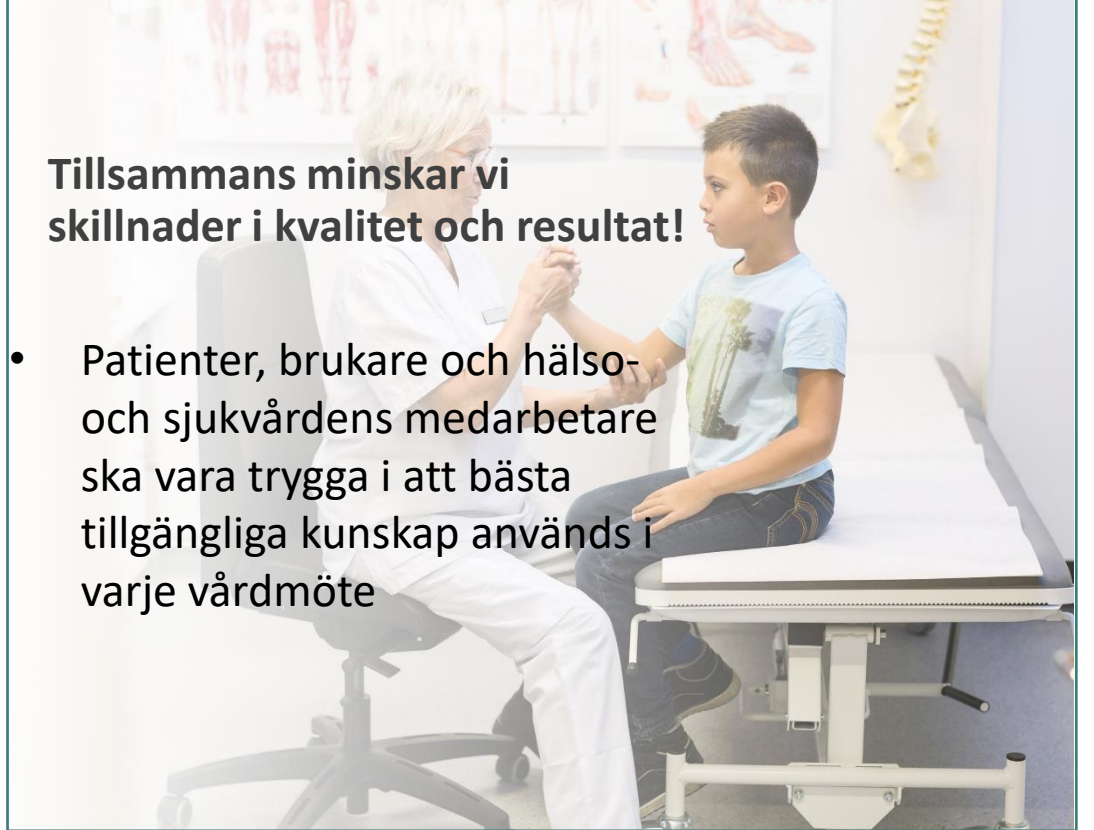 Tillsammans minskar vi
skillnader i kvalitet och resultat!
• Patienter, brukare och hälso-
och sjukvårdens medarbetare
ska vara trygga i att bästa
tillgängliga kunskap används i
varje vårdmöte